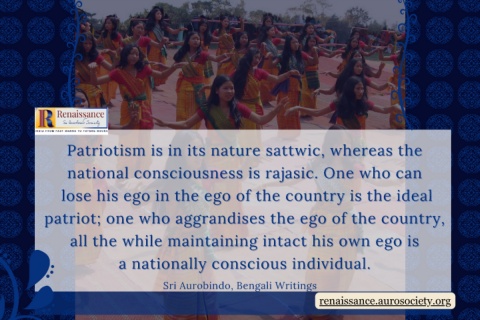 Renaissance
Sri Aurobindo Society
Patriotism is in its nature sattwic, whereas the
national consciousness is rajasic. One who can
lose his ego in the ego of the country is the ideal
patriot; one who aggrandises the ego of the country,
all the while maintaining intact his own ego is
a nationally conscious individual.
Sri Aurobindo, Bengali Writings
renaissance.aurosociety.org